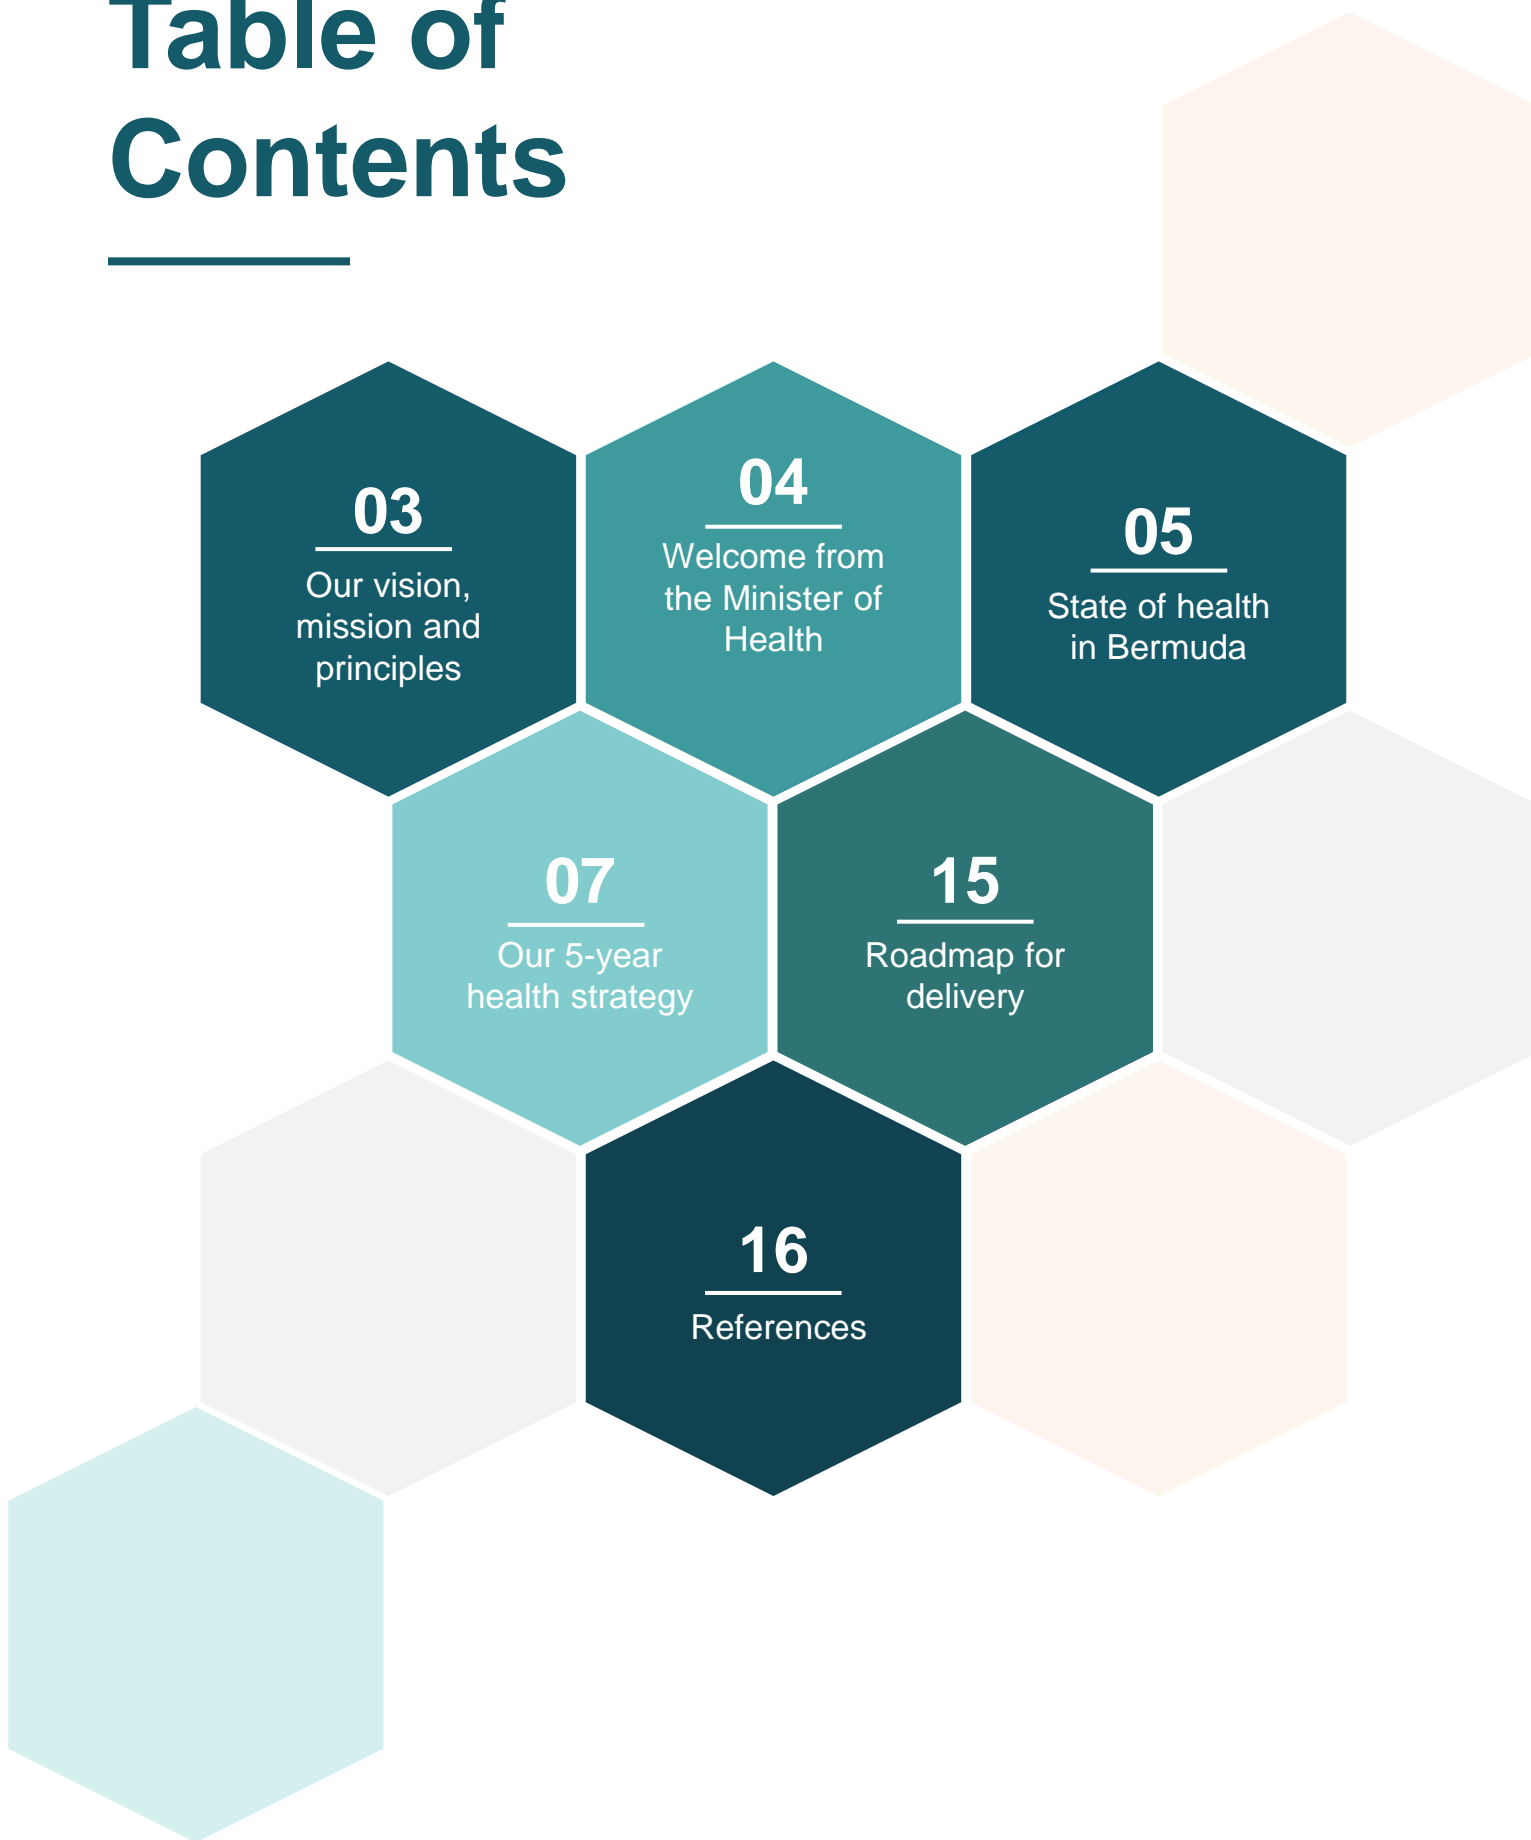 Table of
Contents
03
Our vision,
mission and
principles
04
Welcome from
the Minister of
Health
05
State of health
in Bermuda
07
Our 5-year
health strategy
15
Roadmap for
delivery
16
References